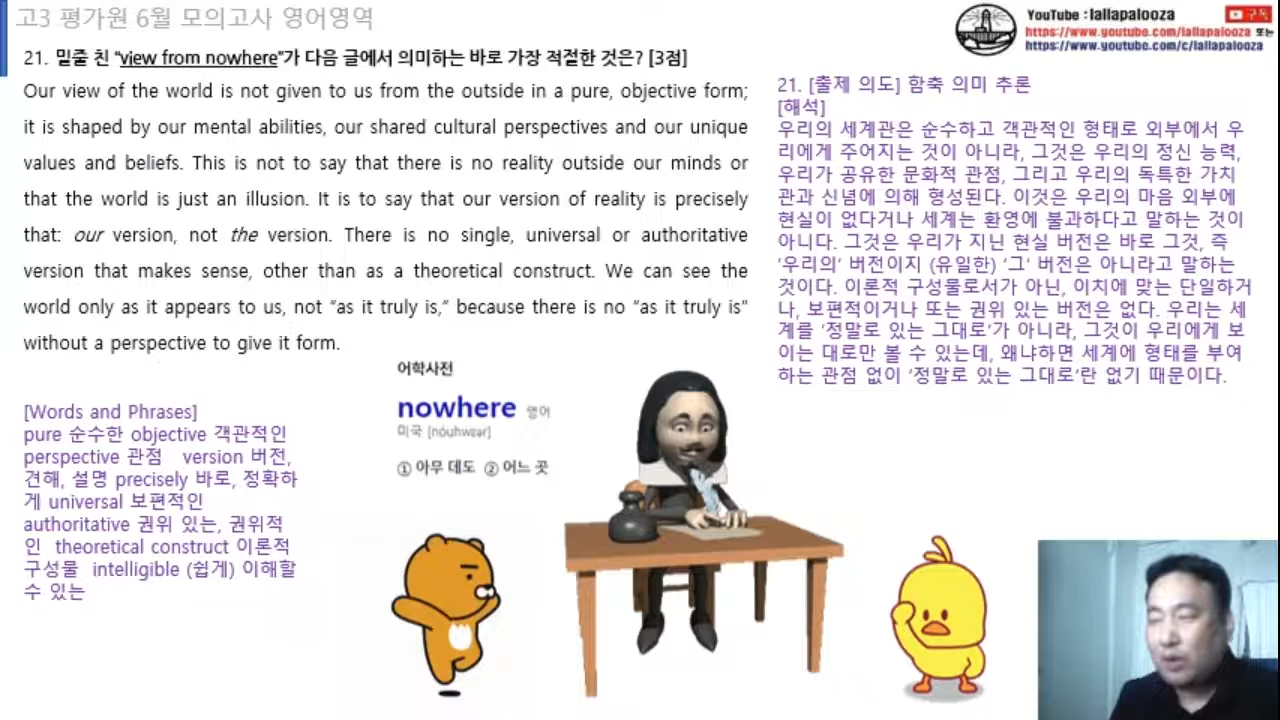 고3 평가원 6월 모의고사 영어영역
YouTube : lallapalooza
구독
https://www.youtube.com/lallapalooza 또는
https://www.youtube.com/c/lallapalooza
21. 밑줄 친 “view from nowhere”가 다음 글에서 의미하는 바로 가장 적절한 것은? [3점]
Our view of the world is not given to us from the outside in a pure, objective form;
it is shaped by our mental abilities, our shared cultural perspectives and our unique
values and beliefs. This is not to say that there is no reality outside our minds or
that the world is just an illusion. It is to say that our version of reality is precisely
that: our version, not the version. There is no single, universal or authoritative
version that makes sense, other than as a theoretical construct. We can see the
world only as it appears to us, not “as it truly is,” because there is no “as it truly is”
without a perspective to give it form.
21. [출제 의도] 함축 의미 추론
[해석]
우리의 세계관은 순수하고 객관적인 형태로 외부에서 우
리에게 주어지는 것이 아니라, 그것은 우리의 정신 능력,
우리가 공유한 문화적 관점, 그리고 우리의 독특한 가치
관과 신념에 의해 형성된다. 이것은 우리의 마음 외부에
현실이 없다거나 세계는 환영에 불과하다고 말하는 것이
아니다. 그것은 우리가 지닌 현실 버전은 바로 그것, 즉
‘우리의’ 버전이지 (유일한) ‘그’ 버전은 아니라고 말하는
것이다. 이론적 구성물로서가 아닌, 이치에 맞는 단일하거
나, 보편적이거나 또는 권위 있는 버전은 없다. 우리는 세
계를 ‘정말로 있는 그대로’가 아니라, 그것이 우리에게 보
이는 대로만 볼 수 있는데, 왜냐하면 세계에 형태를 부여
하는 관점 없이 ‘정말로 있는 그대로’란 없기 때문이다.
[Words and Phrases]
pure 순수한 objective 객관적인
perspective 관점 version 버전,
견해, 설명 precisely 바로, 정확하
게 universal 보편적인
authoritative 권위 있는, 권위적
인 theoretical construct 이론적
구성물 intelligible (쉽게) 이해할
수 있는
어학사전
nowhere 영어
미국 [nóuhwɛər]
① 아무 데도 ② 어느 곳